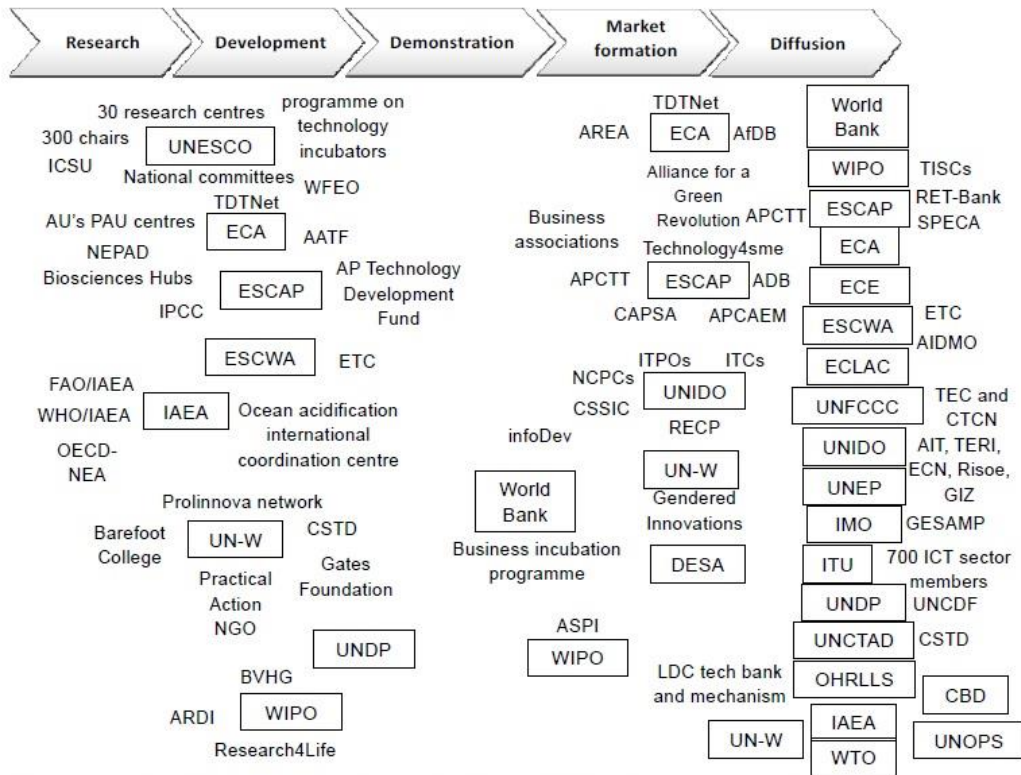 Research
Development
Demonstration
Market
formation
Diffusion
30 research centres
300 chairs
ICSU
UNESCO
programme on
technology
incubators
National committees
WFEO
TDTNet
AU's PAU centres
ECA
AATF
NEPAD
Biosciences Hubs
ESCAP
AP Technology
Development
Fund
IPCC
ESCWA
ETC
FAO/IAEA
WHO/IAEA
IAEA
OECD-
NEA
Ocean acidification
international
coordination centre
Prolinnova network
Barefoot
College
UN-W
CSTD
Practical
Action
NGO
Gates
Foundation
UNDP
BVHG
ARDI
WIPO
Research4Life
infoDev
World
Bank
Business incubation
programme
ASPI
WIPO
TDTNet
AREA
ECA
AfDB
Alliance for a
Green
Revolution
Business
associations
Technology4sme
APCTT
ESCAP
ADB
CAPSA
APCAEM
ITPOs
ITCs
NCPCs
CSSIC
UNIDO
RECP
UN-W
Gendered
Innovations
DESA
World
Bank
WIPO
TISCs
APCTT
ESCAP
RET-Bank
SPECA
ECA
ECE
ESCWA
ETC
AIDMO
ECLAC
UNFCCC
TEC and
CTCN
UNIDO
AIT, TERI,
ECN, Risoe,
GIZ
UNEP
IMO
GESAMP
ITU
700 ICT sector
members
UNDP
UNCDF
UNCTAD
CSTD
LDC tech bank
and mechanism
OHRLLS
CBD
UN-W
IAEA
UNOPS
WTO